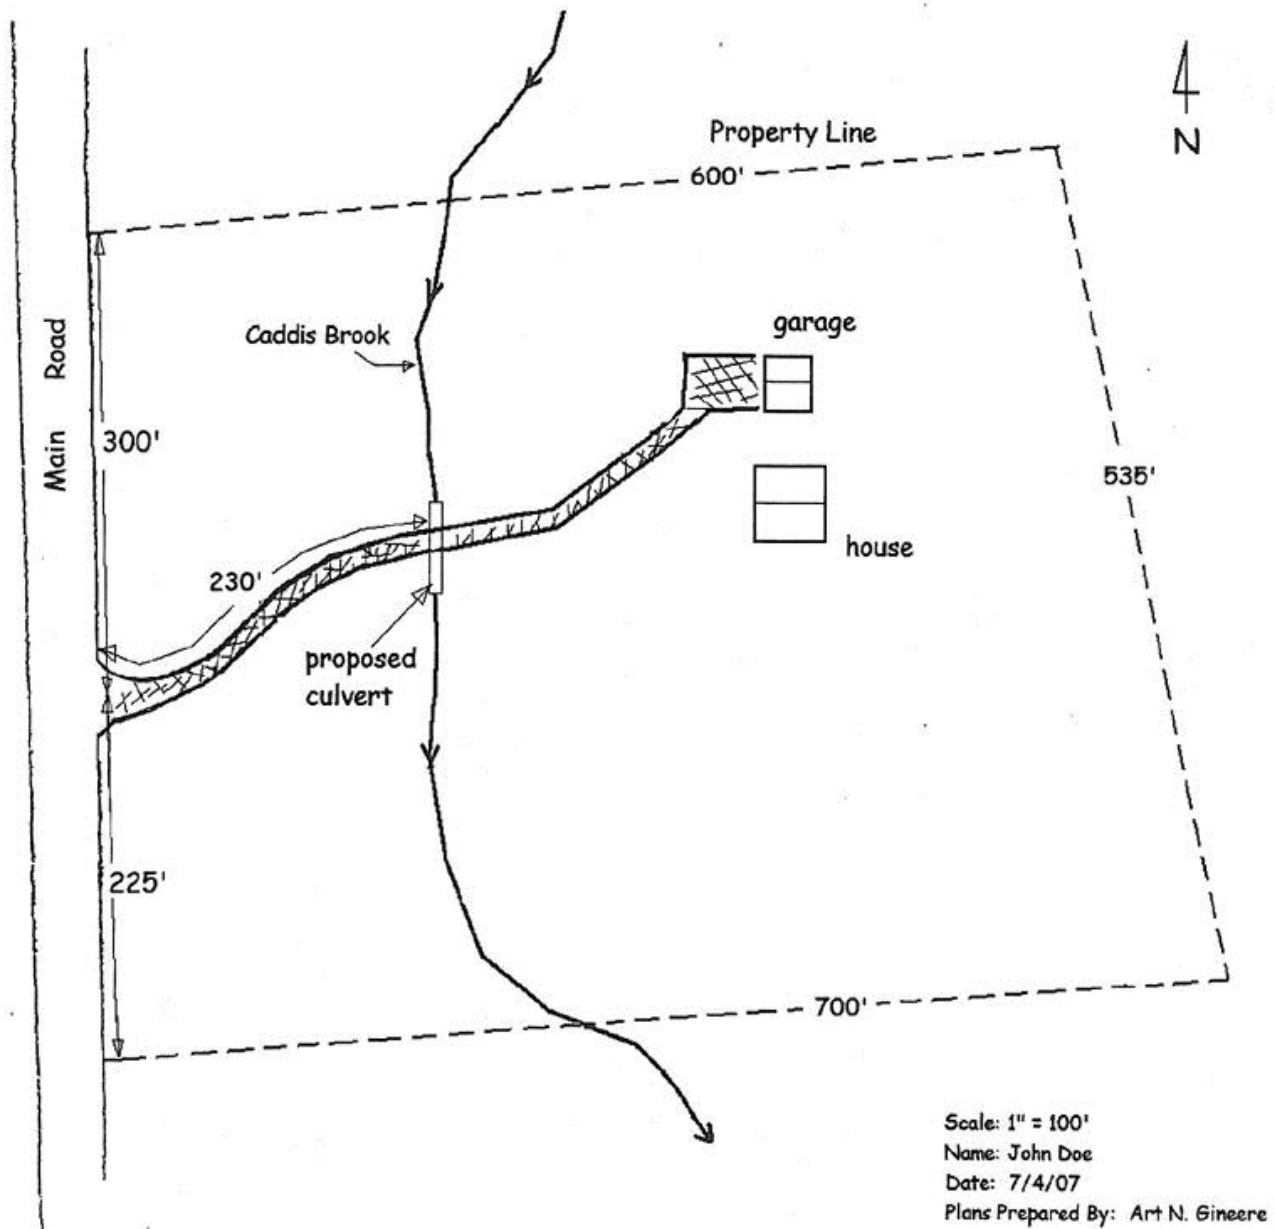 N
Property Line
600'
Main Road
Caddis Brook
garage
300'
535'
house
230'
proposed
culvert
225'
700'
Scale: 1" = 100'
Name: John Doe
Date: 7/4/07
Plans Prepared By: Art N. Gineere